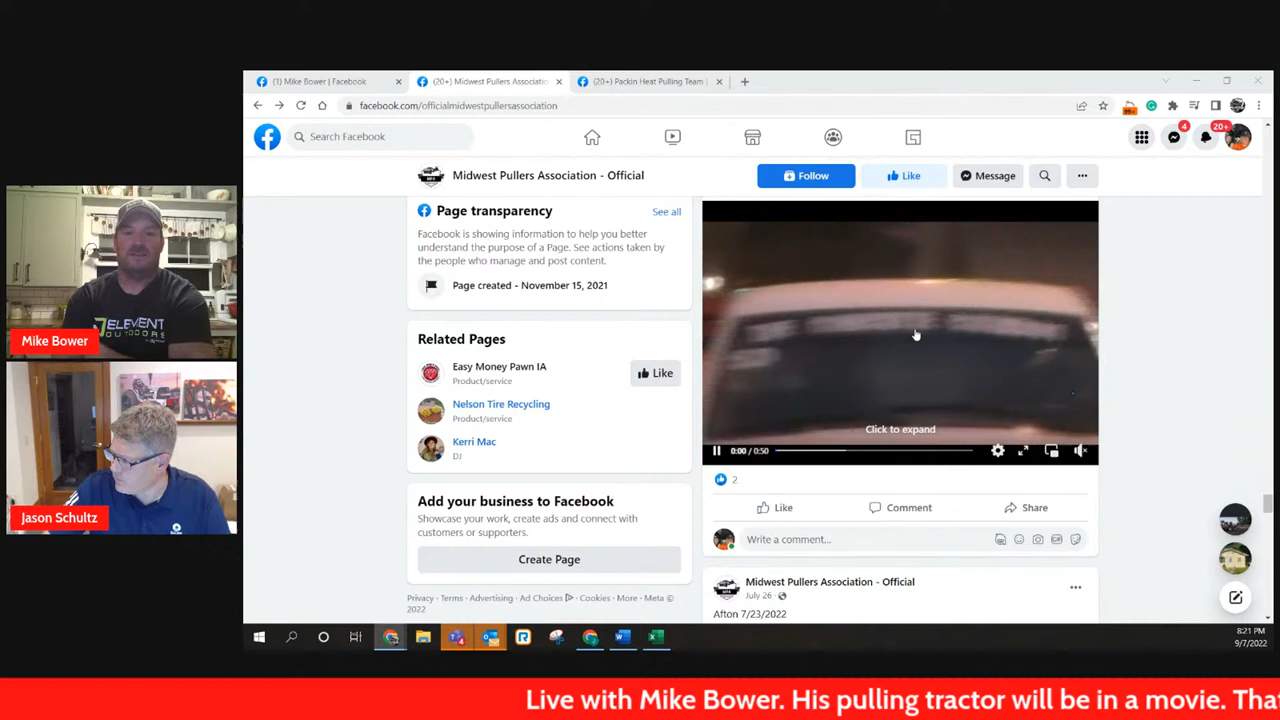 (1) Mike Bower | Facebook
(20+) Midwest Pullers Associatio
(20+) Packin Heat Pulling Team |
facebook.com/officialmidwestpullersassociation
99+
Search Facebook
4
20+
Midwest Pullers Association - Official
Follow
Like
Message
Page transparency
See all
Facebook is showing information to help you better
understand the purpose of a Page. See actions taken
by the people who manage and post content.
Page created - November 15, 2021
Related Pages
Easy Money Pawn IA
Product/service
Like
Nelson Tire Recycling
Product/service
Kerri Mac
DJ
Add your business to Facebook
Showcase your work, create ads and connect with
customers or supporters.
Create Page
Privacy · Terms · Advertising · Ad Choices · Cookies · More · Meta ©
2022
Click to expand
0:00 / 0:50
2
Like
Comment
Share
Write a comment...
Midwest Pullers Association - Official
July 26
Afton 7/23/2022
8:21 PM
9/7/2022
7ELEMENT
OUTDOORS
Mike Bower
Jason Schultz
Live with Mike Bower. His pulling tractor will be in a movie. Tha